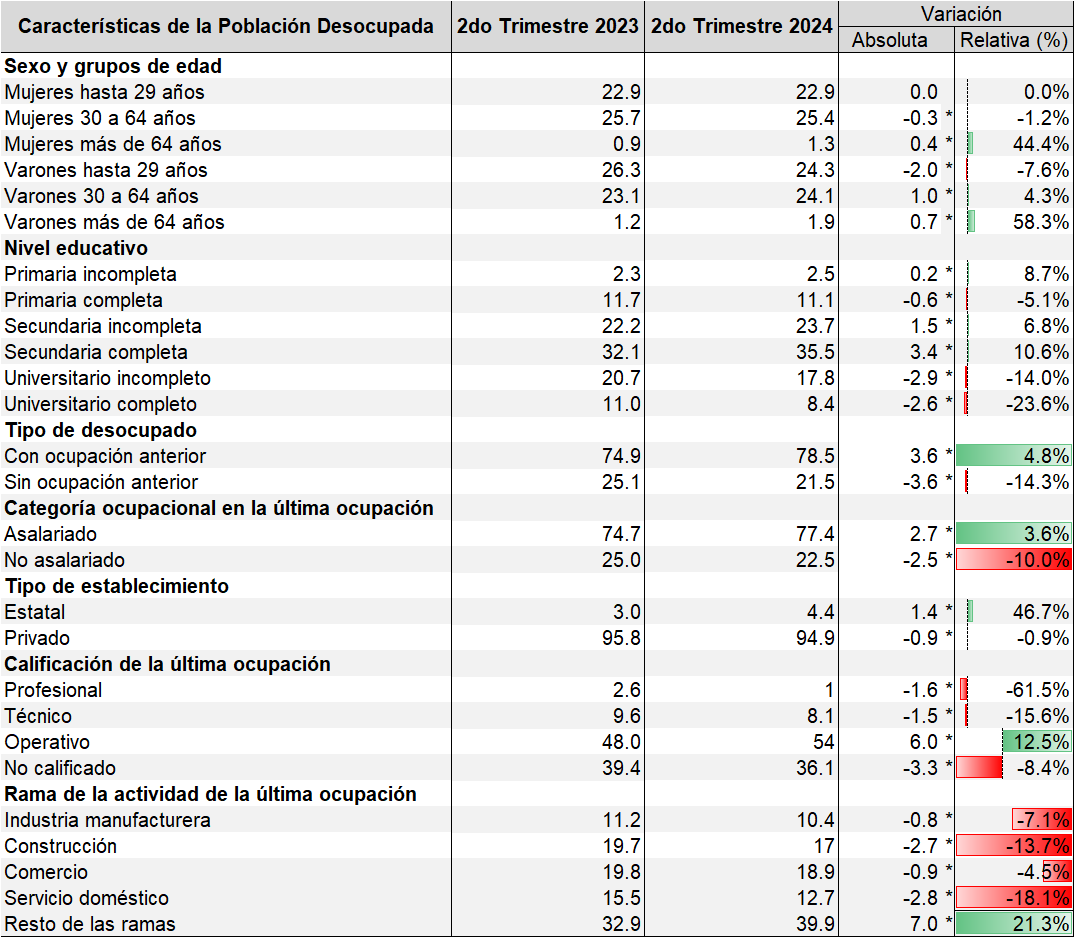 Características de la Población Desocupada 2do Trimestre 2023 2do Trimestre 2024 Variación
Absoluta Relativa (%)
Sexo y grupos de edad
Mujeres hasta 29 años 22.9 22.9 0.0 0.0%
Mujeres 30 a 64 años 25.7 25.4 -0.3 * -1.2%
Mujeres más de 64 años 0.9 1.3 0.4 * 44.4%
Varones hasta 29 años 26.3 24.3 -2.0 * -7.6%
Varones 30 a 64 años 23.1 24.1 1.0 * 4.3%
Varones más de 64 años 1.2 1.9 0.7 * 58.3%
Nivel educativo
Primaria incompleta 2.3 2.5 0.2 * 8.7%
Primaria completa 11.7 11.1 -0.6 * -5.1%
Secundaria incompleta 22.2 23.7 1.5 * 6.8%
Secundaria completa 32.1 35.5 3.4 * 10.6%
Universitario incompleto 20.7 17.8 -2.9 * -14.0%
Universitario completo 11.0 8.4 -2.6 * -23.6%
Tipo de desocupado
Con ocupación anterior 74.9 78.5 3.6 * 4.8%
Sin ocupación anterior 25.1 21.5 -3.6 * -14.3%
Categoría ocupacional en la última ocupación
Asalariado 74.7 77.4 2.7 * 3.6%
No asalariado 25.0 22.5 -2.5 * -10.0%
Tipo de establecimiento
Estatal 3.0 4.4 1.4 * 46.7%
Privado 95.8 94.9 -0.9 * -0.9%
Calificación de la última ocupación
Profesional 2.6 1 -1.6 * -61.5%
Técnico 9.6 8.1 -1.5 * -15.6%
Operativo 48.0 54 6.0 * 12.5%
No calificado 39.4 36.1 -3.3 * -8.4%
Rama de la actividad de la última ocupación
Industria manufacturera 11.2 10.4 -0.8 * -7.1%
Construcción 19.7 17 -2.7 * -13.7%
Comercio 19.8 18.9 -0.9 * -4.5%
Servicio doméstico 15.5 12.7 -2.8 * -18.1%
Resto de las ramas 32.9 39.9 7.0 * 21.3%